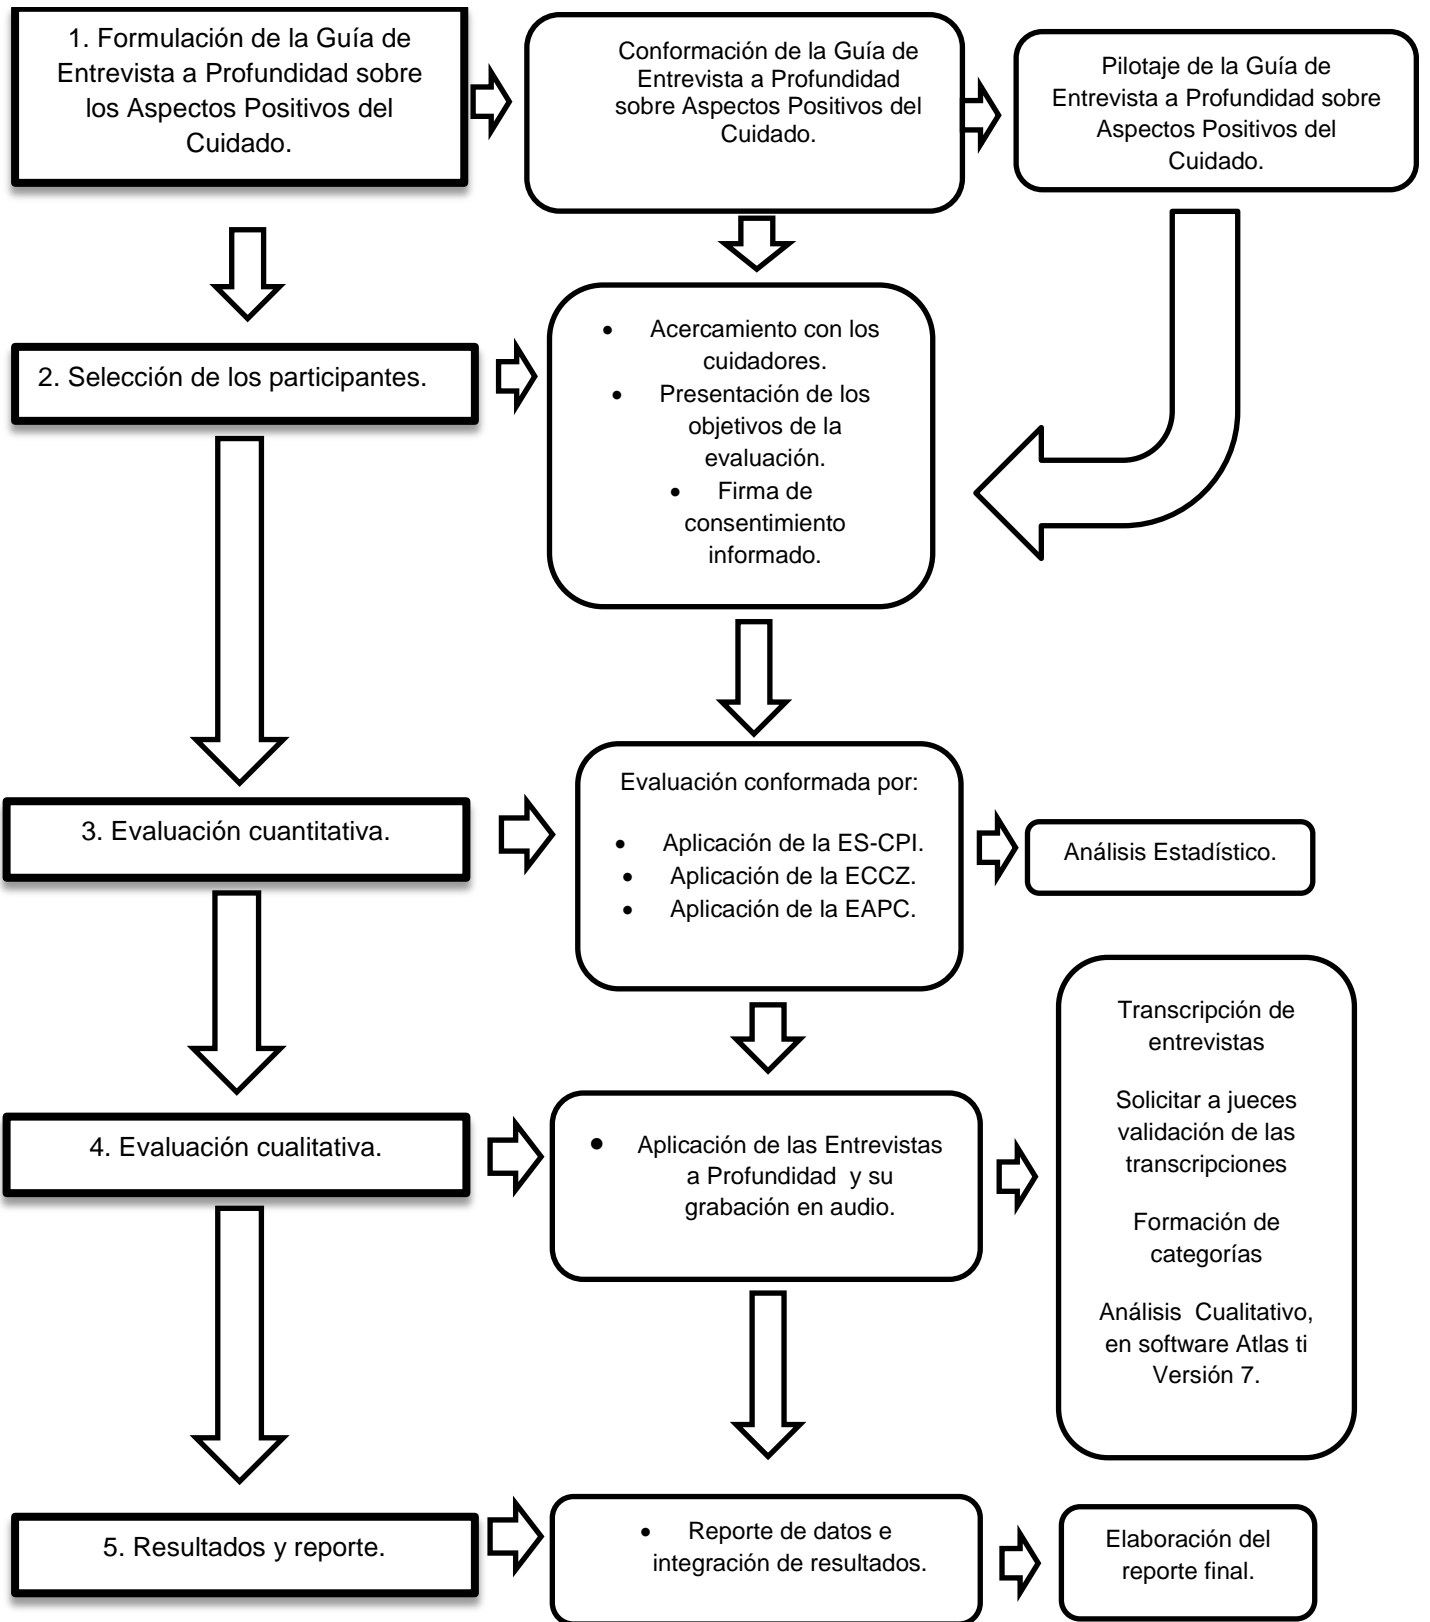 1. Formulación de la Guía de
Entrevista a Profundidad sobre
los Aspectos Positivos del
Cuidado.
Conformación de la Guía de
Entrevista a Profundidad
sobre Aspectos Positivos del
Cuidado.
Pilotaje de la Guía de
Entrevista a Profundidad sobre
Aspectos Positivos del
Cuidado.
2. Selección de los participantes.
• Acercamiento con los
cuidadores.
• Presentación de los
objetivos de la
evaluación.
• Firma de
consentimiento
informado.
3. Evaluación cuantitativa.
Evaluación conformada por:
• Aplicación de la ES-CPI.
• Aplicación de la ECCZ.
• Aplicación de la EAPC.
Análisis Estadístico.
4. Evaluación cualitativa.
• Aplicación de las Entrevistas
a Profundidad y su
grabación en audio.
Transcripción de
entrevistas
Solicitar a jueces
validación de las
transcripciones
Formación de
categorías
Análisis Cualitativo,
en software Atlas ti
Versión 7.
5. Resultados y reporte.
• Reporte de datos e
integración de resultados.
Elaboración del
reporte final.